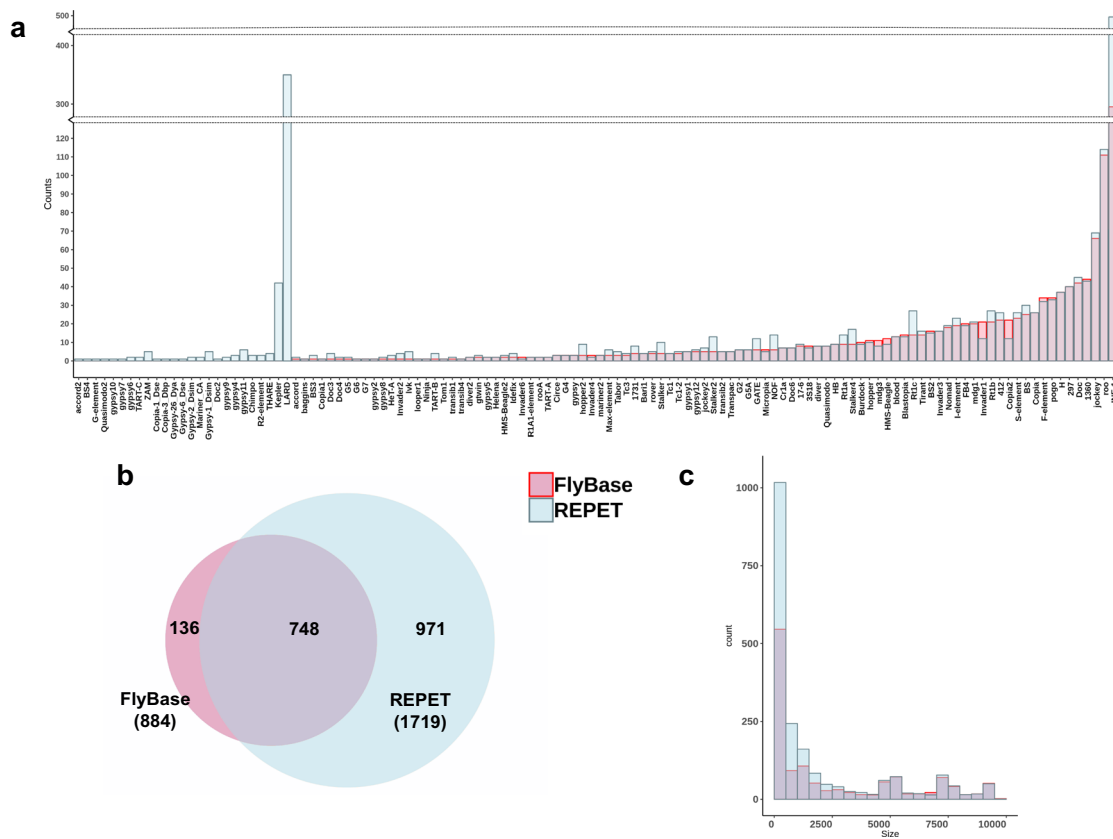 a
500
400
300
120
110
100
90
80
70
60
50
40
30
20
10
0
Counts
accord2
BS4
G-element
Quasimodo2
gypsy10
gypsy7
gypsy6
TART-C
ZAM
Copia-1_Dse
Copia-3_Dbp
Gypsy-26_Dya
Gypsy-6_Dse
Gypsy-2_Dsim
Mariner_CA
Gypsy-1_Dsim
Doc2
gypsy9
gypsy4
gypsy11
Chimpo
R2-element
THARE
Kepler
LARD
accord
baggins
BS3
Copia1
Doc3
Doc4
G5
G6
G7
gypsy2
gypsy8
HeT-A
Invader2
Ivk
looper1
Ninja
TART-B
Tom1
transib1
transib4
diver2
gtwin
gypsy5
Helena
HMS-Beagle2
Idefix
Invader6
R1A1-element
rooA
TART-A
Circe
G4
gypsy
hopper2
Invader4
mariner2
Max-element
Tabor
Tc3
1731
Bari1
rover
Stalker
Tc1
Tc1-2
gypsy1
gypsy12
jockey2
Stalker2
transib2
Transpac
G2
G5A
GATE
Micropia
NOF
Cr1a
Doc6
17-6
3S18
diver
Quasimodo
HB
Rt1a
Stalker4
Burdock
hopper
mdg3
HMS-Beagle
blood
Blastopia
Rt1c
Tirant
BS2
Invader3
Nomad
I-element
FB4
mdg1
Invader1
Rt1b
412
Copia2
S-element
BS
Copia
F-element
pogo
H
297
Doc
1360
jockey
b
136
748
971
FlyBase
(884)
REPET
(1719)
FlyBase
REPET
c
1000
750
500
250
0
count
0
2500
5000
7500
10000
Size